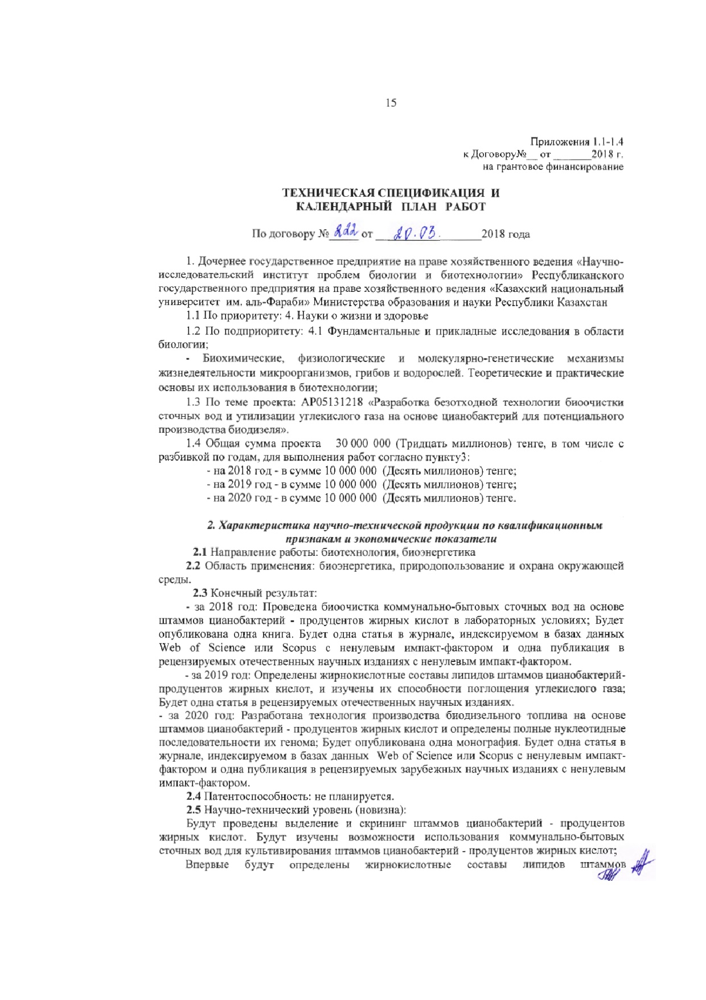 15
Приложения 1.1-1.4
к Договору№__ от _______2018 г.
на грантовое финансирование
ТЕХНИЧЕСКАЯ СПЕЦИФИКАЦИЯ И
КАЛЕНДАРНЫЙ ПЛАН РАБОТ
По договору № 222 от 20.03. 2018 года
1. Дочернее государственное предприятие на праве хозяйственного ведения «Научно-
исследовательский институт проблем биологии и биотехнологии» Республиканского
государственного предприятия на праве хозяйственного ведения «Казахский национальный
университет им. аль-Фараби» Министерства образования и науки Республики Казахстан
1.1 По приоритету: 4. Науки о жизни и здоровье
1.2 По подприоритету: 4.1 Фундаментальные и прикладные исследования в области
биологии;
- Биохимические, физиологические и молекулярно-генетические механизмы
жизнедеятельности микроорганизмов, грибов и водорослей. Теоретические и практические
основы их использования в биотехнологии;
1.3 По теме проекта: АР05131218 «Разработка безотходной технологии биоочистки
сточных вод и утилизации углекислого газа на основе цианобактерий для потенциального
производства биодизеля».
1.4 Общая сумма проекта 30 000 000 (Тридцать миллионов) тенге, в том числе с
разбивкой по годам, для выполнения работ согласно пункту3:
- на 2018 год - в сумме 10 000 000 (Десять миллионов) тенге;
- на 2019 год - в сумме 10 000 000 (Десять миллионов) тенге;
- на 2020 год - в сумме 10 000 000 (Десять миллионов) тенге.
2. Характеристика научно-технической продукции по квалификационным
признакам и экономические показатели
2.1 Направление работы: биотехнология, биоэнергетика
2.2 Область применения: биоэнергетика, природопользование и охрана окружающей
среды.
2.3 Конечный результат:
- за 2018 год: Проведена биоочистка коммунально-бытовых сточных вод на основе
штаммов цианобактерий - продуцентов жирных кислот в лабораторных условиях; Будет
опубликована одна книга. Будет одна статья в журнале, индексируемом в базах данных
Web of Science или Scopus с ненулевым импакт-фактором и одна публикация в
рецензируемых отечественных научных изданиях с ненулевым импакт-фактором.
- за 2019 год: Определены жирнокислотные составы липидов штаммов цианобактерий-
продуцентов жирных кислот, и изучены их способности поглощения углекислого газа;
Будет одна статья в рецензируемых отечественных научных изданиях.
- за 2020 год: Разработана технология производства биодизельного топлива на основе
штаммов цианобактерий - продуцентов жирных кислот и определены полные нуклеотидные
последовательности их генома; Будет опубликована одна монография. Будет одна статья в
журнале, индексируемом в базах данных Web of Science или Scopus с ненулевым импакт-
фактором и одна публикация в рецензируемых зарубежных научных изданиях с ненулевым
импакт-фактором.
2.4 Патентоспособность: не планируется.
2.5 Научно-технический уровень (новизна):
Будут проведены выделение и скрининг штаммов цианобактерий - продуцентов
жирных кислот. Будут изучены возможности использования коммунально-бытовых
сточных вод для культивирования штаммов цианобактерий - продуцентов жирных кислот;
Впервые будут определены жирнокислотные составы липидов штаммов